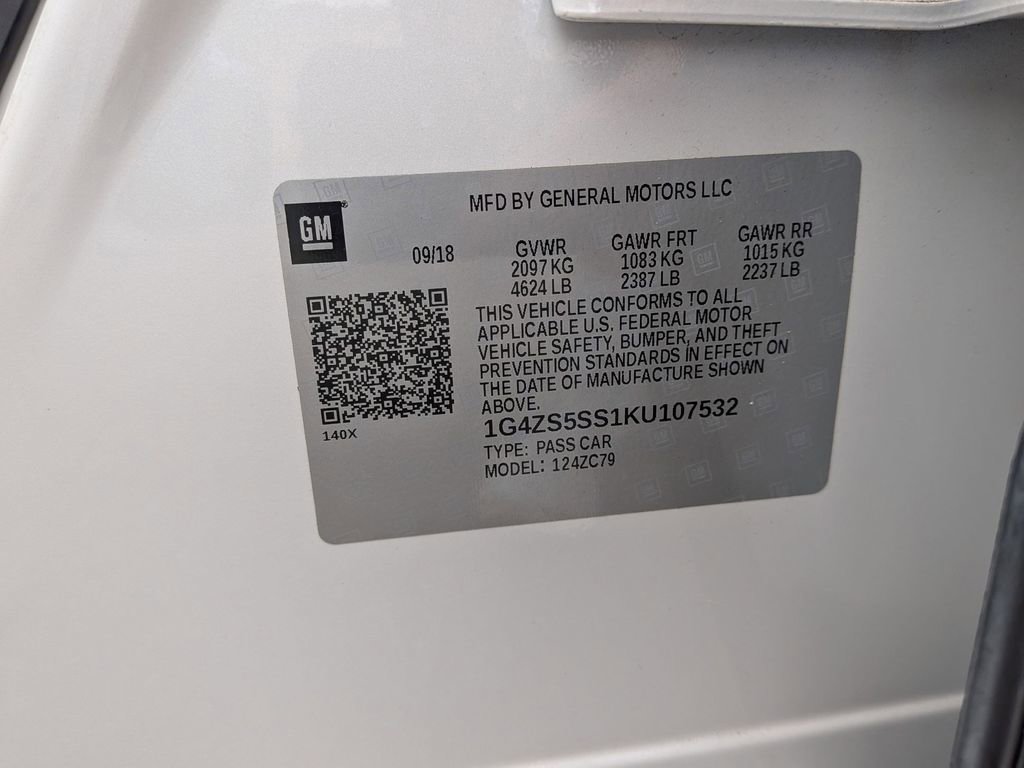 MFD BY GENERAL MOTORS LLC
GM®
09/18
GVWR GAWR FRT GAWR RR
2097 KG 1083 KG 1015 KG
4624 LB 2387 LB 2237 LB
THIS VEHICLE CONFORMS TO ALL
APPLICABLE U.S. FEDERAL MOTOR
VEHICLE SAFETY, BUMPER, AND THEFT
PREVENTION STANDARDS IN EFFECT ON
THE DATE OF MANUFACTURE SHOWN
ABOVE.
140X
1G4ZS5SS1KU107532
TYPE: PASS CAR
MODEL: 124ZC79